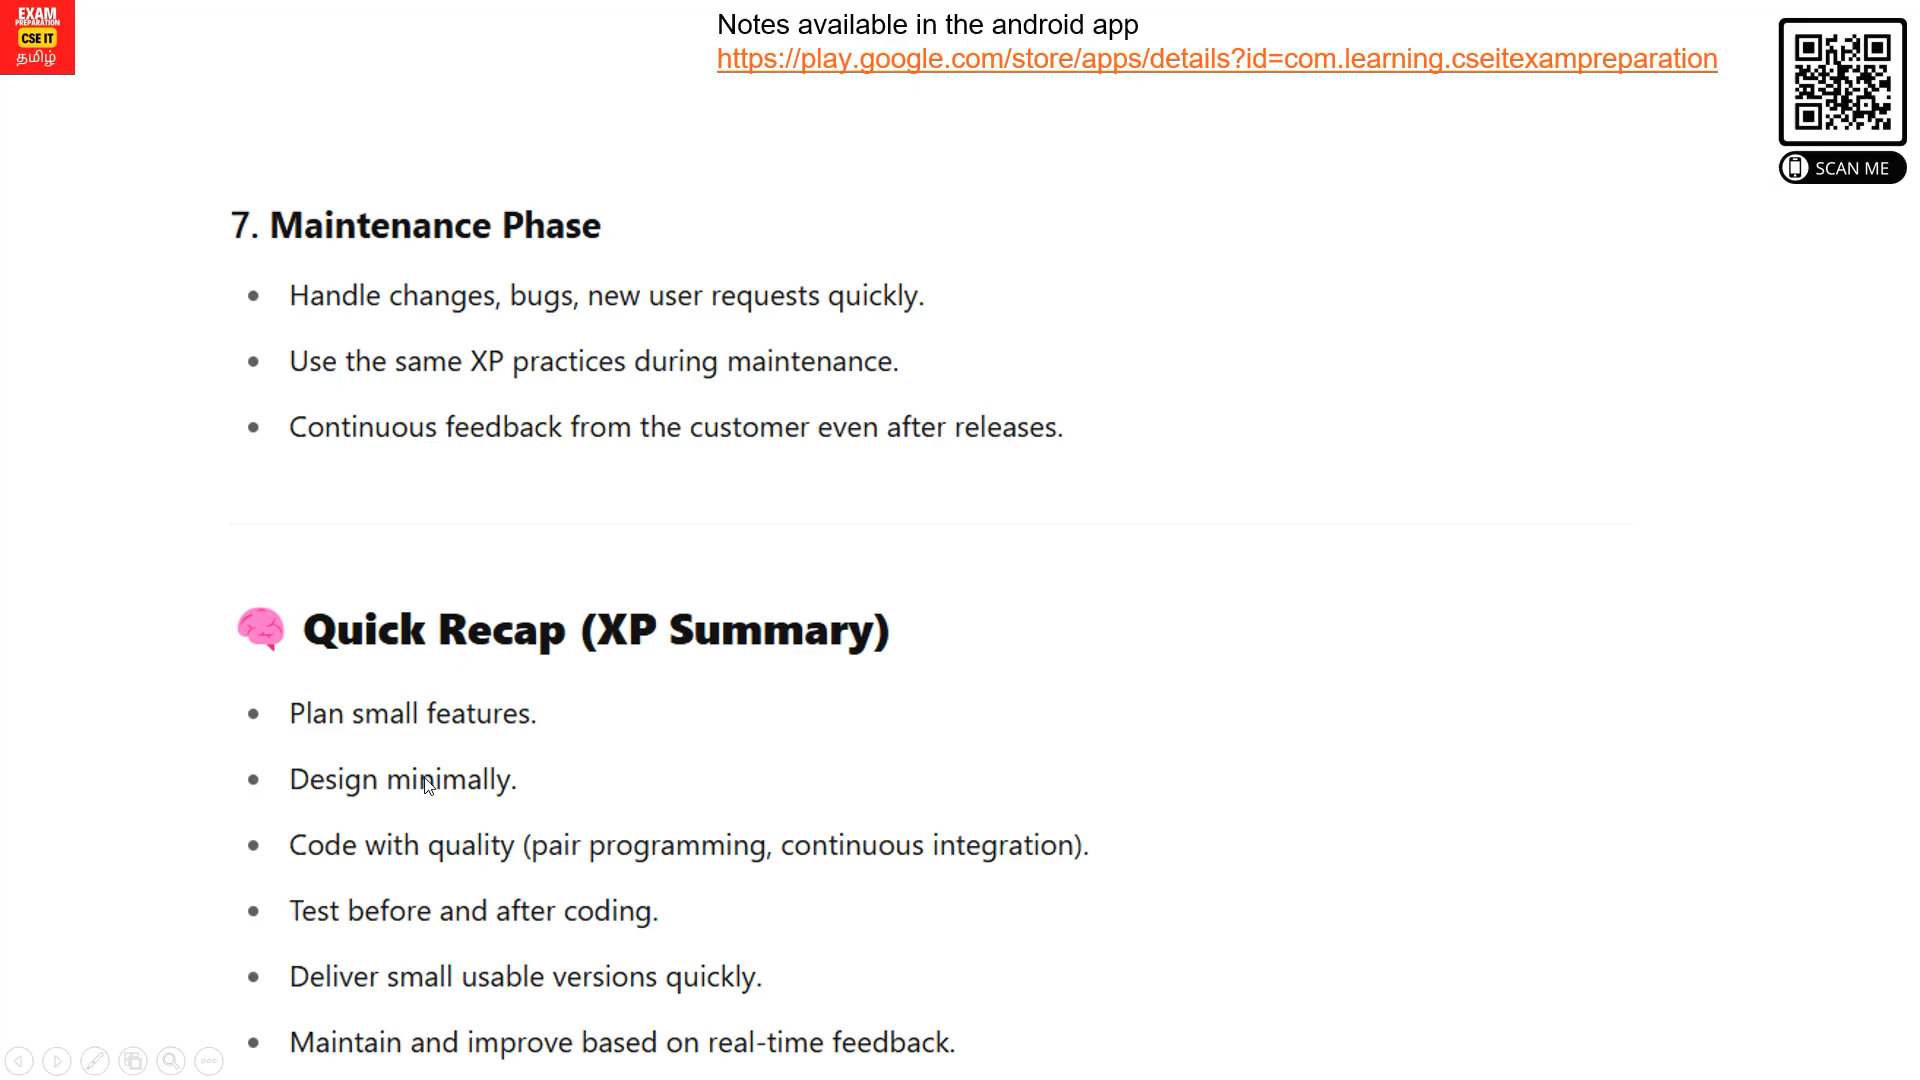 EXAM
PREPARATION
CSE IT
தமிழ்
Notes available in the android app
https://play.google.com/store/apps/details?id=com.learning.cseitexampreparation
SCAN ME
7. Maintenance Phase
Handle changes, bugs, new user requests quickly.
Use the same XP practices during maintenance.
Continuous feedback from the customer even after releases.
Quick Recap (XP Summary)
Plan small features.
Design minimally.
Code with quality (pair programming, continuous integration).
Test before and after coding.
Deliver small usable versions quickly.
Maintain and improve based on real-time feedback.